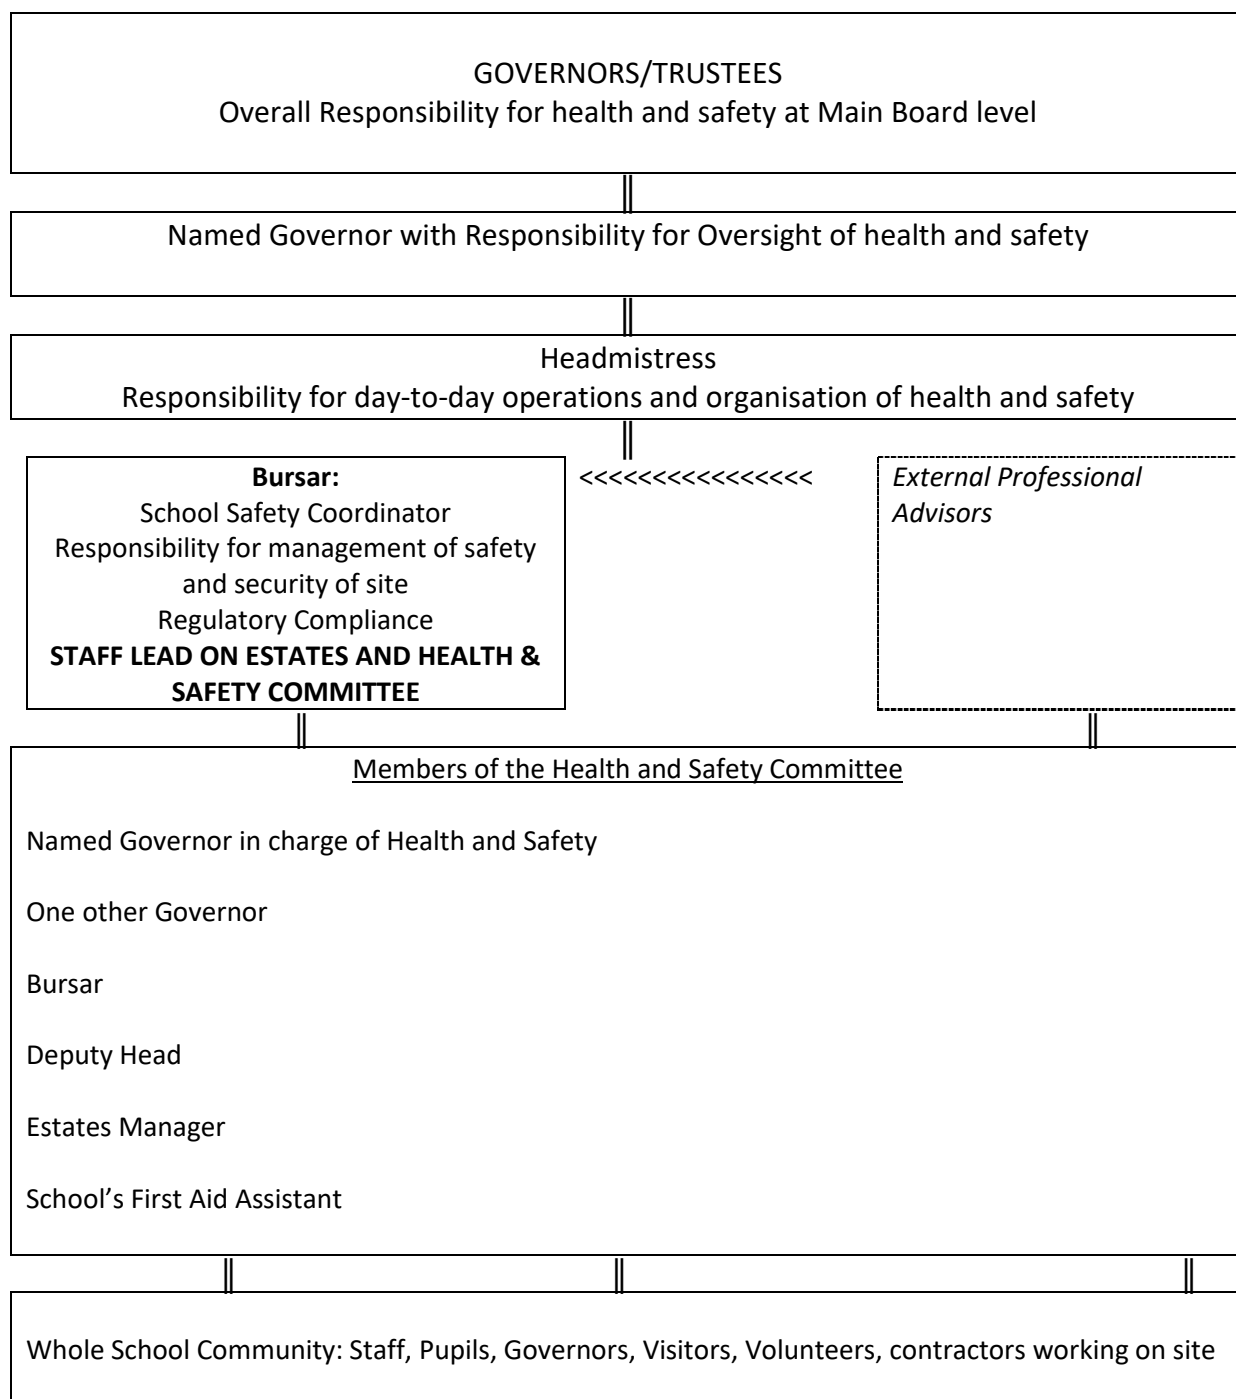 GOVERNORS/TRUSTEES
Overall Responsibility for health and safety at Main Board level
Named Governor with Responsibility for Oversight of health and safety
Headmistress
Responsibility for day-to-day operations and organisation of health and safety
Bursar:
School Safety Coordinator
Responsibility for management of safety
and security of site
Regulatory Compliance
STAFF LEAD ON ESTATES AND HEALTH &
SAFETY COMMITTEE
<<<<<<<<<<<<<<<<
External Professional
Advisors
Members of the Health and Safety Committee
Named Governor in charge of Health and Safety
One other Governor
Bursar
Deputy Head
Estates Manager
School’s First Aid Assistant
Whole School Community: Staff, Pupils, Governors, Visitors, Volunteers, contractors working on site